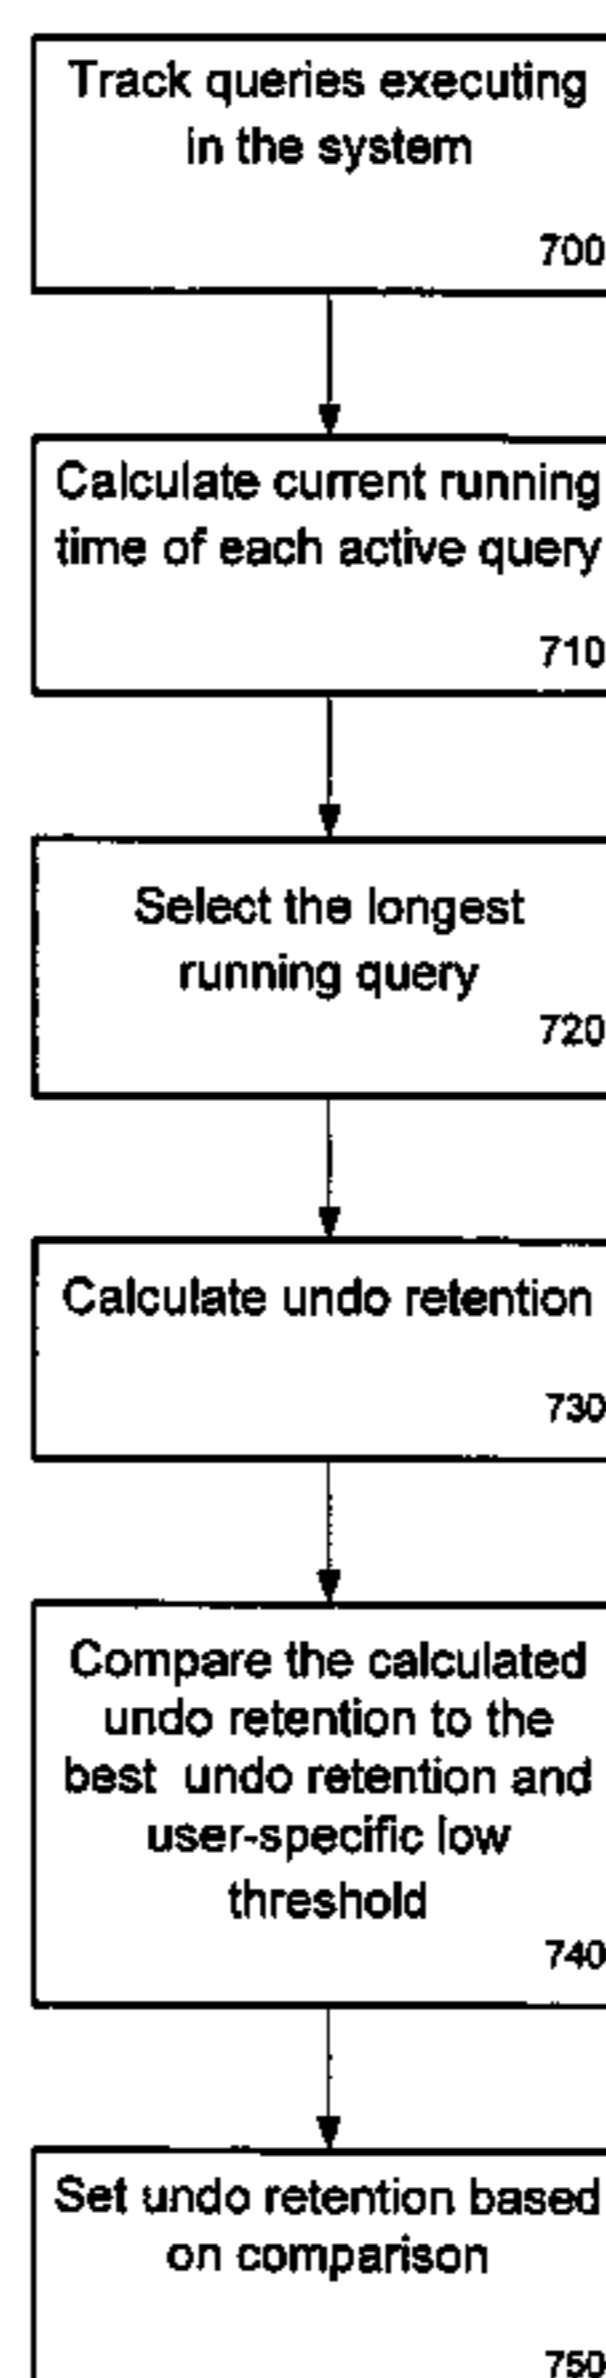 Track queries executing
in the system
700
Calculate current running
time of each active query
710
Select the longest
running query
720
Calculate undo retention
730
Compare the calculated
undo retention to the
best undo retention and
user-specific low
threshold
740
Set undo retention based
on comparison
750